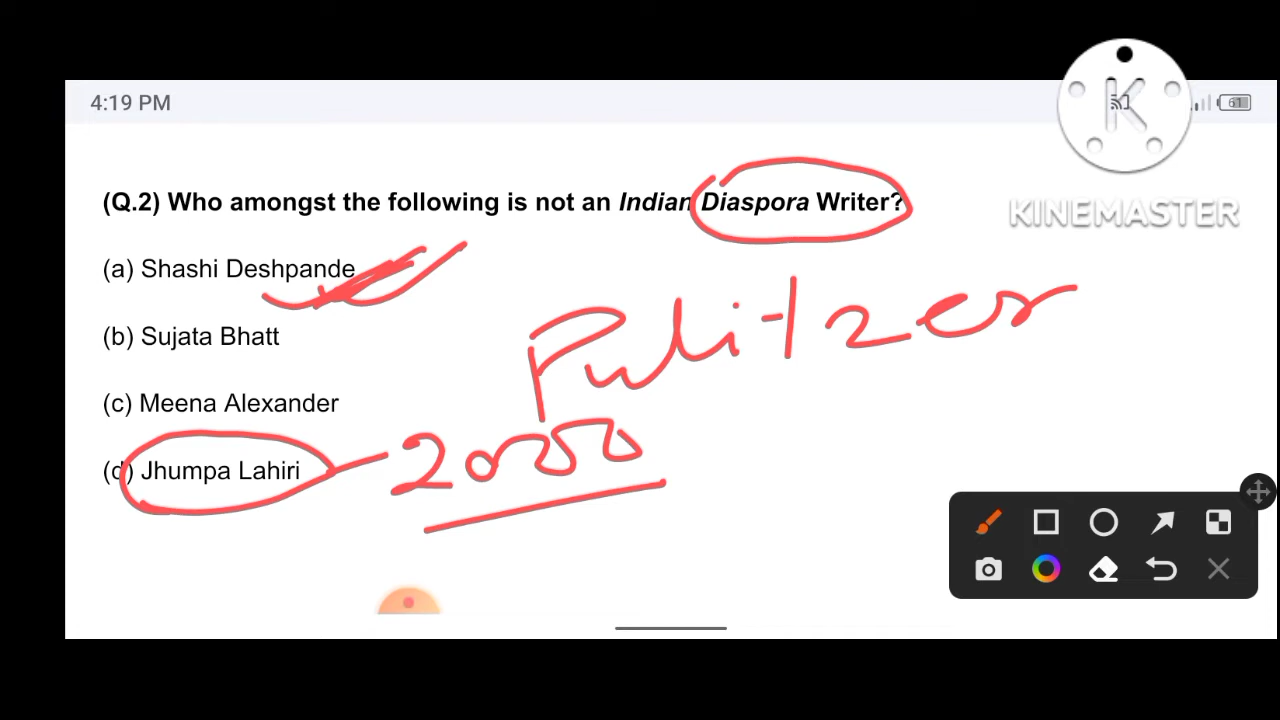 4:19 PM
61
KINEMASTER
(Q.2) Who amongst the following is not an Indian Diaspora Writer?
(a) Shashi Deshpande
(b) Sujata Bhatt
Pulitzer
(c) Meena Alexander
(d) Jhumpa Lahiri
2000